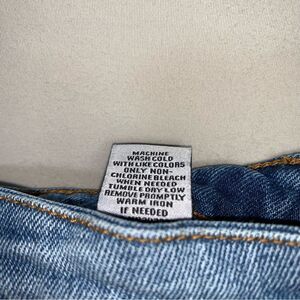 MACHINE
WASH COLD
WITH LIKE COLORS
ONLY NON-
CHLORINE BLEACH
WHEN NEEDED
TUMBLE DRY LOW
REMOVE PROMPTLY
WARM IRON
IF NEEDED